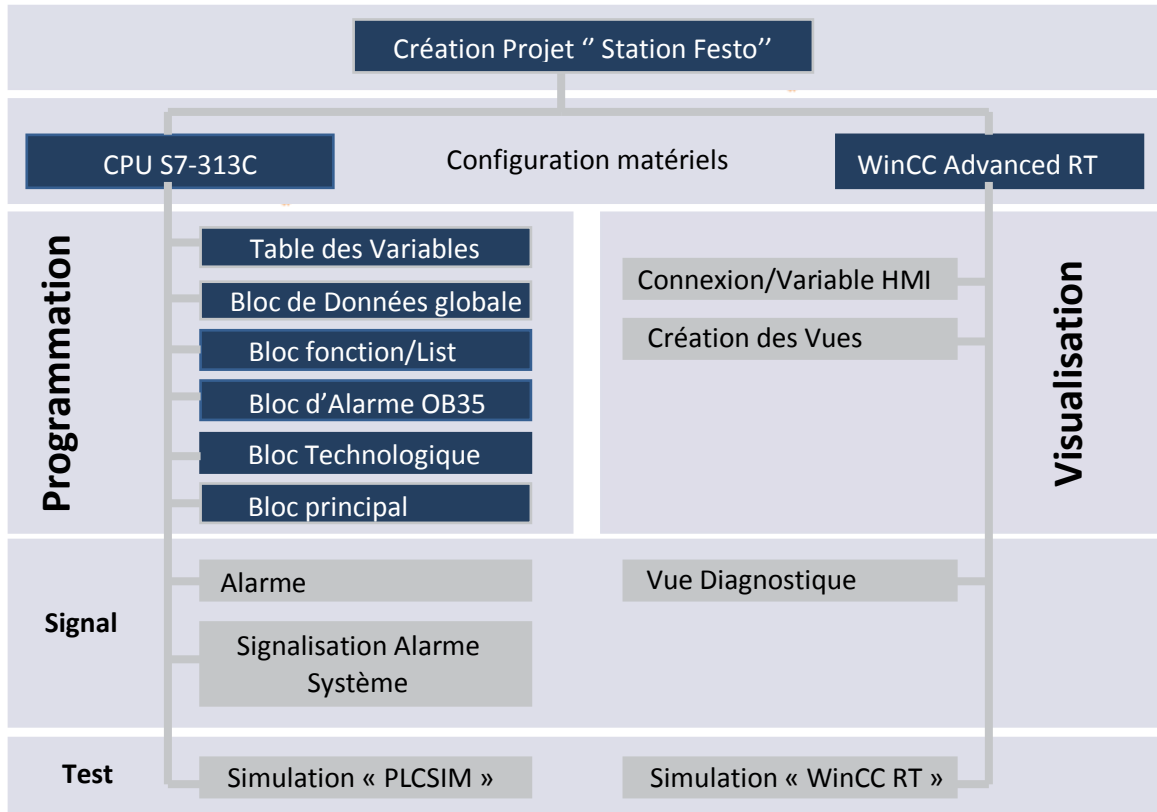 Création Projet “ Station Festo’’
CPU S7-313C
Configuration matériels
WinCC Advanced RT
Programmation
Table des Variables
Bloc de Données globale
Bloc fonction/List
Bloc d’Alarme OB35
Bloc Technologique
Bloc principal
Connexion/Variable HMI
Création des Vues
Visualisation
Signal
Alarme
Signalisation Alarme
Système
Vue Diagnostique
Test
Simulation « PLCSIM »
Simulation « WinCC RT »